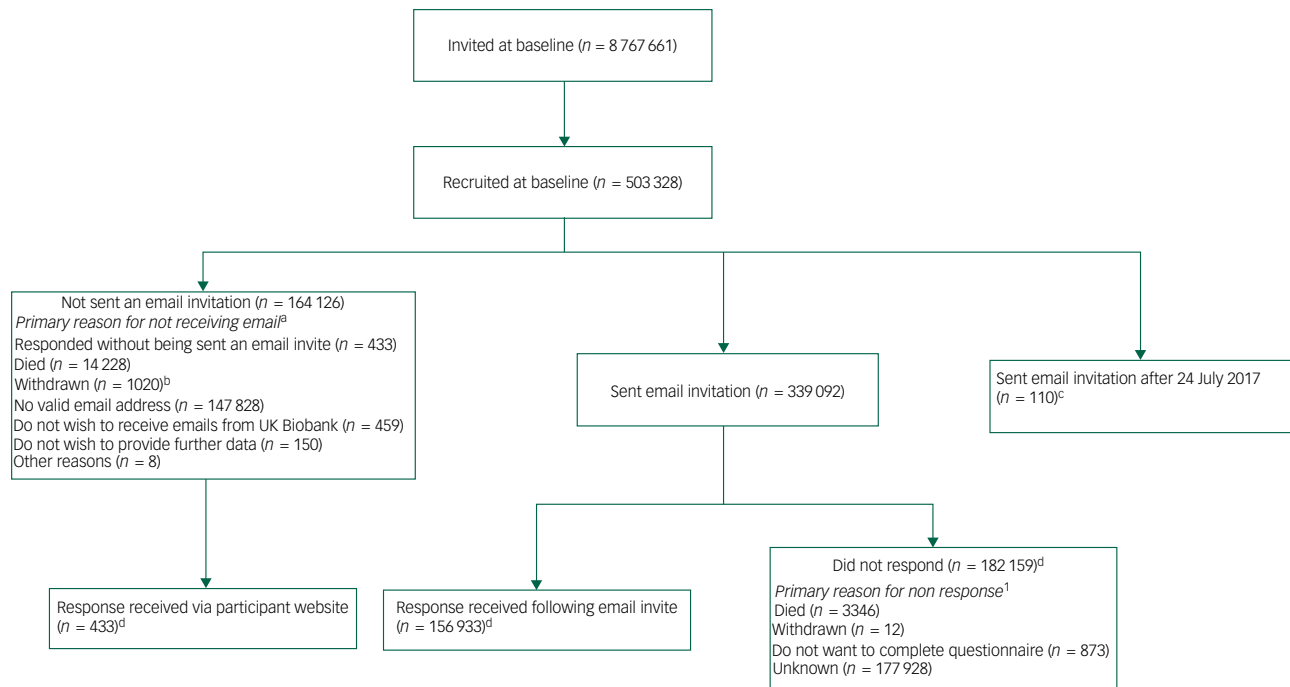 Invited at baseline (n = 8 767 661)
Recruited at baseline (n = 503 328)
Not sent an email invitation (n = 164 126)
Primary reason for not receiving emailᵃ
Responded without being sent an email invite (n = 433)
Died (n = 14 228)
Withdrawn (n = 1020)ᵇ
No valid email address (n = 147 828)
Do not wish to receive emails from UK Biobank (n = 459)
Do not wish to provide further data (n = 150)
Other reasons (n = 8)
Sent email invitation (n = 339 092)
Sent email invitation after 24 July 2017
(n = 110)ᶜ
Response received via participant website
(n = 433)ᵈ
Response received following email invite
(n = 156 933)ᵈ
Did not respond (n = 182 159)ᵈ
Primary reason for non response¹
Died (n = 3346)
Withdrawn (n = 12)
Do not want to complete questionnaire (n = 873)
Unknown (n = 177 928)